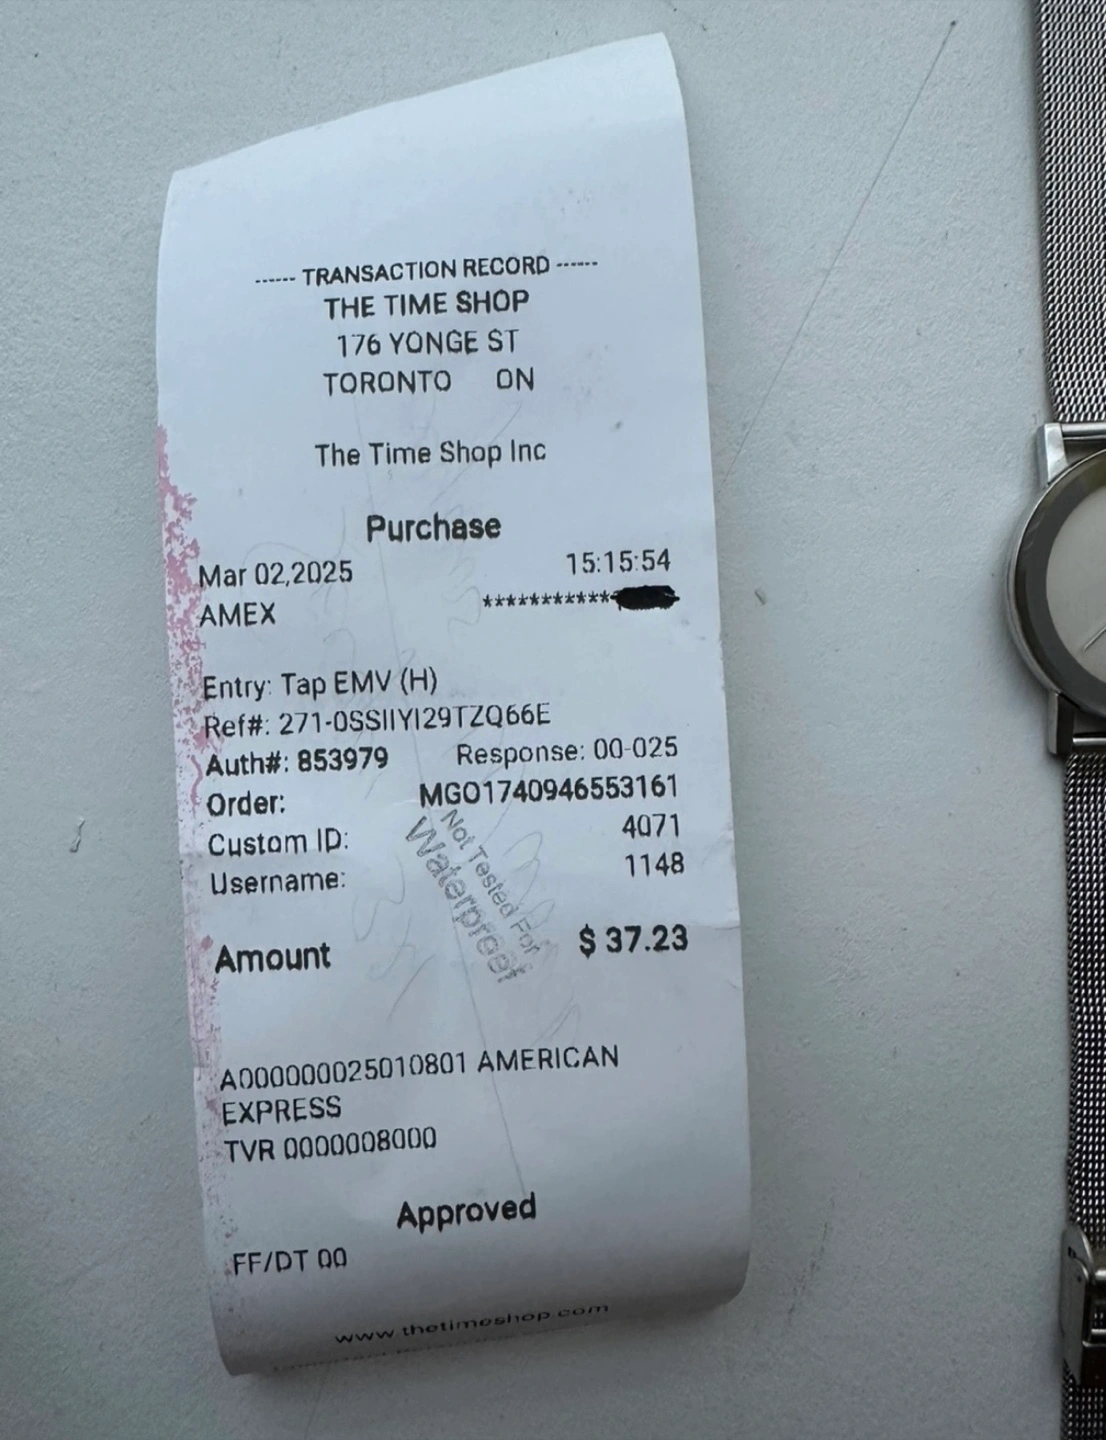 ------ TRANSACTION RECORD ------
THE TIME SHOP
176 YONGE ST
TORONTO ON
The Time Shop Inc
Purchase
Mar 02,2025 15:15:54
AMEX ***********
Entry: Tap EMV (H)
Ref#: 271-0SSIIYI29TZQ66E
Auth#: 853979 Response: 00-025
Order: MGO1740946553161
Custom ID: 4071
Username: 1148
Not Tested For
Waterproof
Amount $ 37.23
A000000025010801 AMERICAN
EXPRESS
TVR 0000008000
Approved
FF/DT 00
www.thetimeshop.com